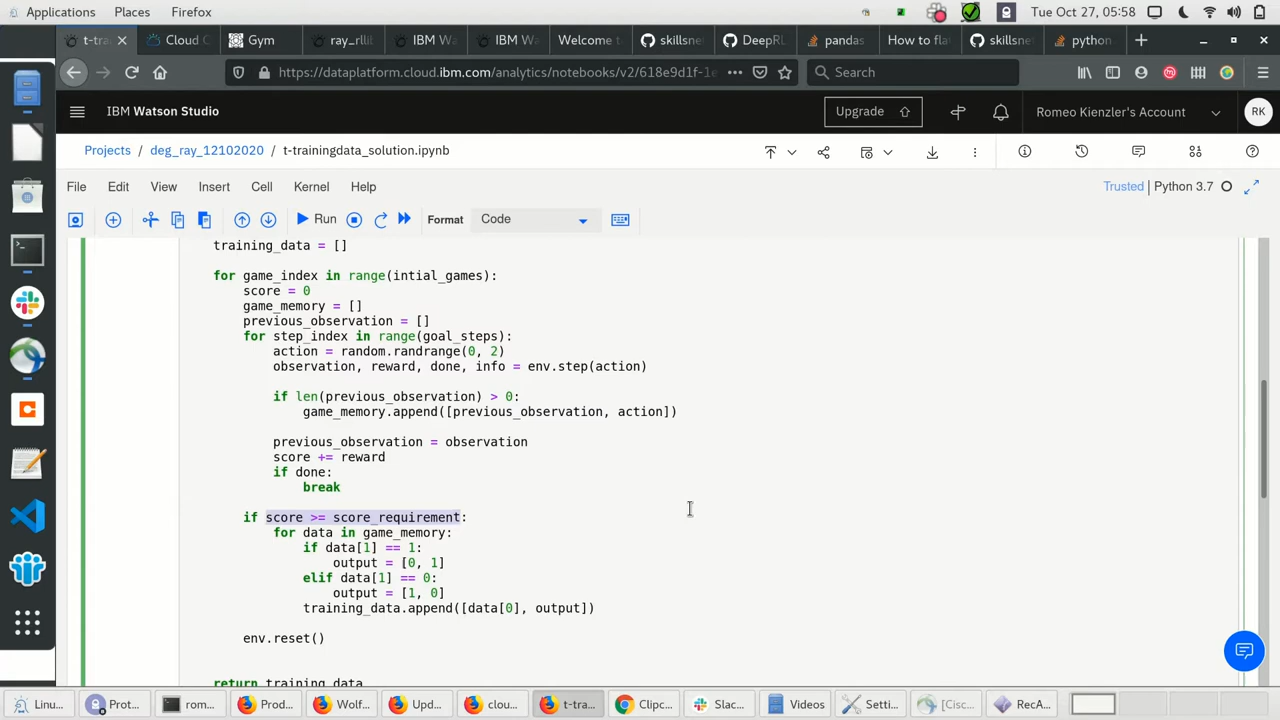 Applications Places Firefox Tue Oct 27, 05:58
t-tra Cloud C Gym ray_rllil IBM Wa IBM Wa Welcome t skillsne DeepRL pandas How to fla skillsne python
https://dataplatform.cloud.ibm.com/analytics/notebooks/v2/618e9d1f-1e Search
IBM Watson Studio Upgrade Romeo Kienzler's Account RK
Projects / deg_ray_12102020 / t-trainingdata_solution.ipynb
File Edit View Insert Cell Kernel Help Trusted | Python 3.7
Run Format Code
training_data = []
for game_index in range(intial_games):
score = 0
game_memory = []
previous_observation = []
for step_index in range(goal_steps):
action = random.randrange(0, 2)
observation, reward, done, info = env.step(action)
if len(previous_observation) > 0:
game_memory.append([previous_observation, action])
previous_observation = observation
score += reward
if done:
break
if score >= score_requirement:
for data in game_memory:
if data[1] == 1:
output = [0, 1]
elif data[1] == 0:
output = [1, 0]
training_data.append([data[0], output])
env.reset()
return training_data
Linu... Prot... rom... Prod... Wolf... Upd... clou... t-tra... Clipc... Slac... Videos Setti... [Cisc... RecA...